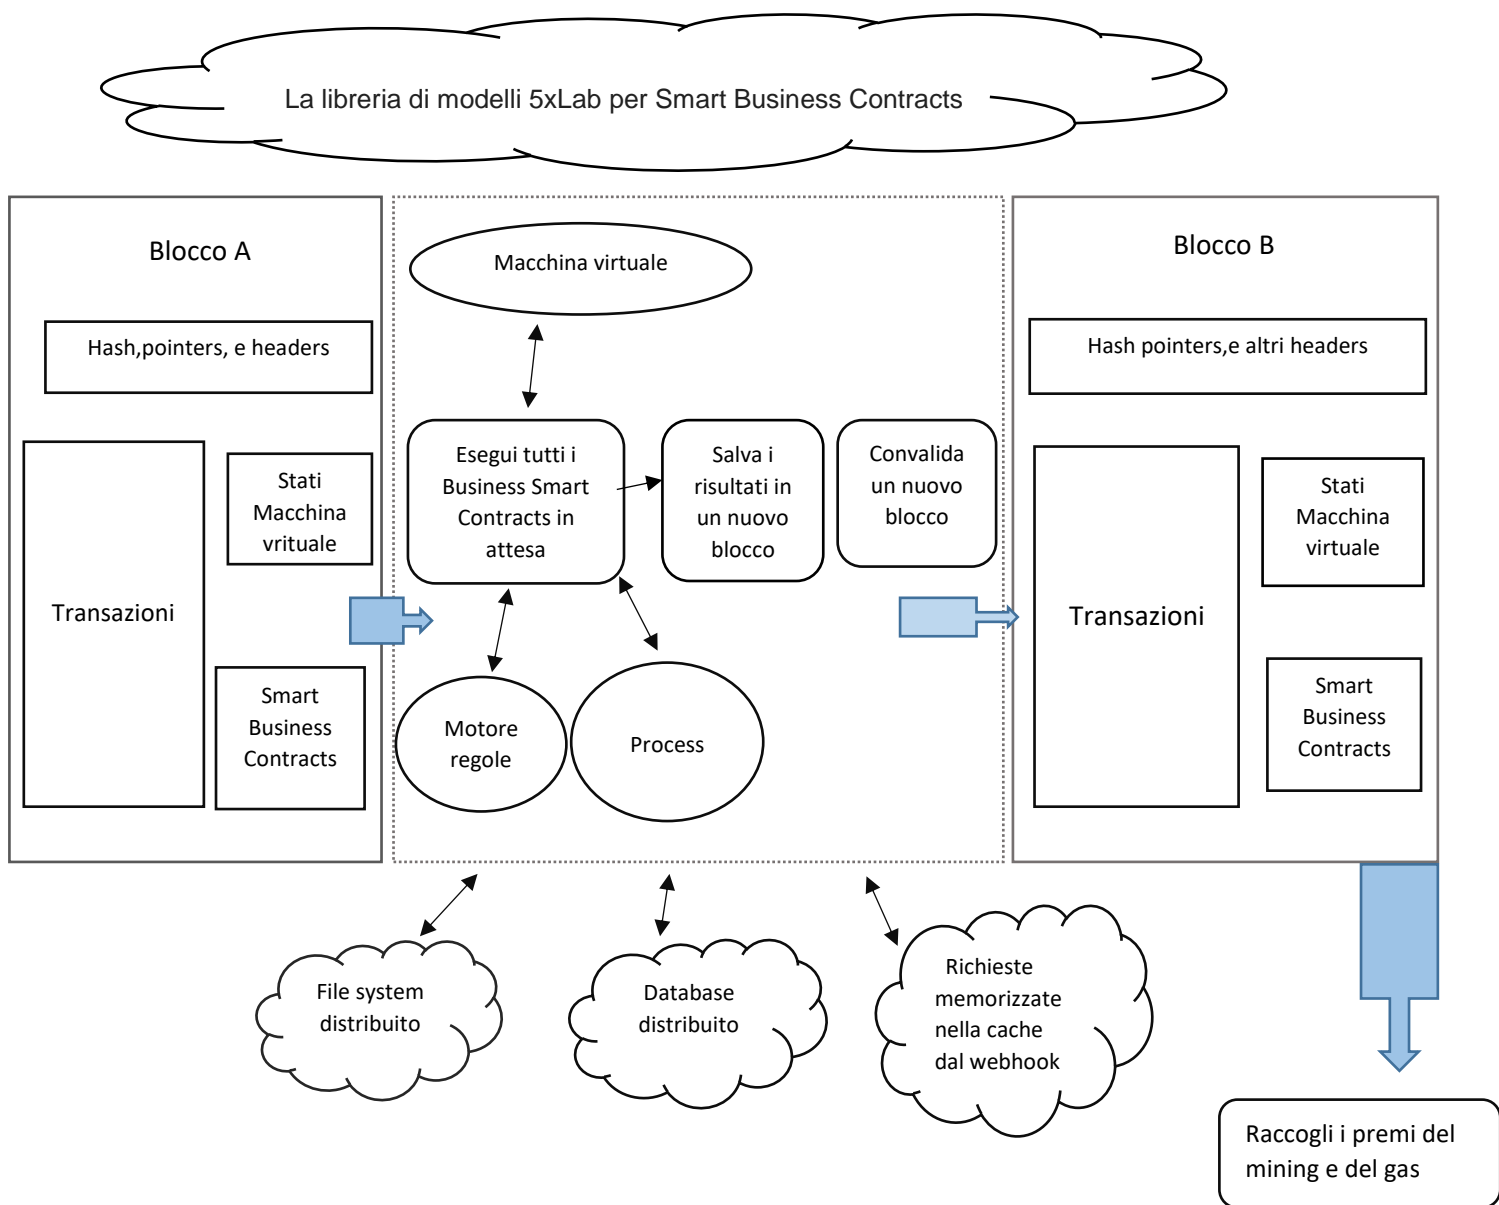 La libreria di modelli 5xLab per Smart Business Contracts
Blocco A
Hash,pointers, e headers
Transazioni
Stati
Macchina
vrituale
Smart
Business
Contracts
Macchina virtuale
Esegui tutti i
Business Smart
Contracts in
attesa
Salva i
risultati in
un nuovo
blocco
Convalida
un nuovo
blocco
Motore
regole
Process
Blocco B
Hash pointers,e altri headers
Transazioni
Stati
Macchina
virtuale
Smart
Business
Contracts
File system
distribuito
Database
distribuito
Richieste
memorizzate
nella cache
dal webhook
Raccogli i premi del
mining e del gas